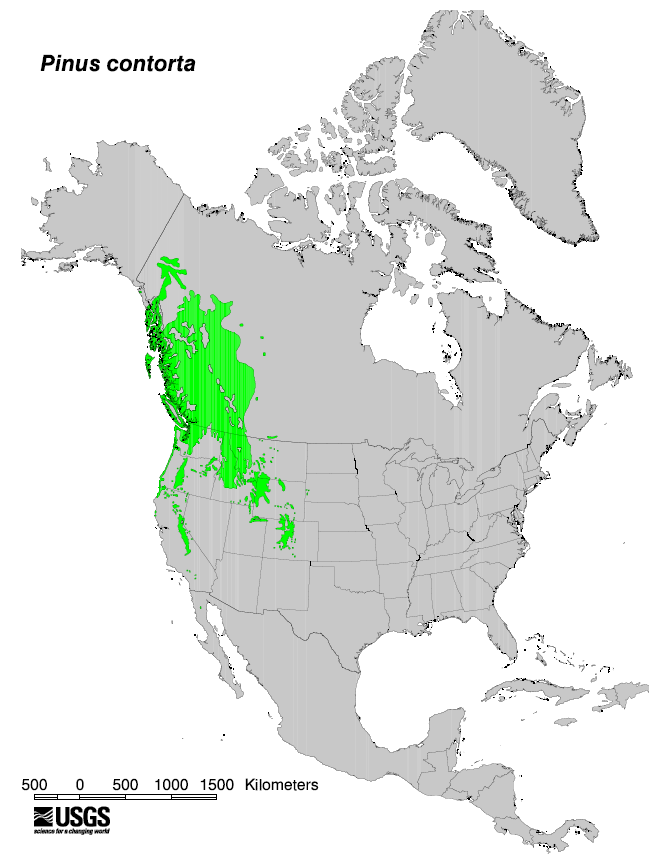 Pinus contorta
500 0 500 1000 1500 Kilometers
USGS
science for a changing world